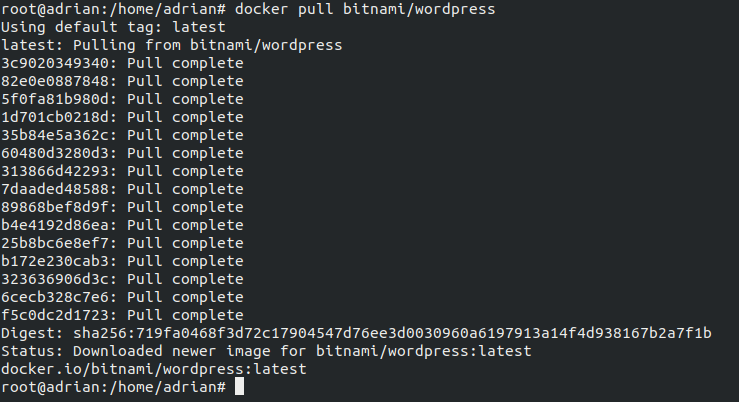 root@adrian:/home/adrian# docker pull bitnami/wordpress
Using default tag: latest
latest: Pulling from bitnami/wordpress
3c9020349340: Pull complete
82e0e0887848: Pull complete
5f0fa81b980d: Pull complete
1d701cb0218d: Pull complete
35b84e5a362c: Pull complete
60480d3280d3: Pull complete
313866d42293: Pull complete
7daaded48588: Pull complete
89868bef8d9f: Pull complete
b4e4192d86ea: Pull complete
25b8bc6e8ef7: Pull complete
b172e230cab3: Pull complete
323636906d3c: Pull complete
6cecb328c7e6: Pull complete
f5c0dc2d1723: Pull complete
Digest: sha256:719fa0468f3d72c17904547d76ee3d0030960a6197913a14f4d938167b2a7f1b
Status: Downloaded newer image for bitnami/wordpress:latest
docker.io/bitnami/wordpress:latest
root@adrian:/home/adrian#